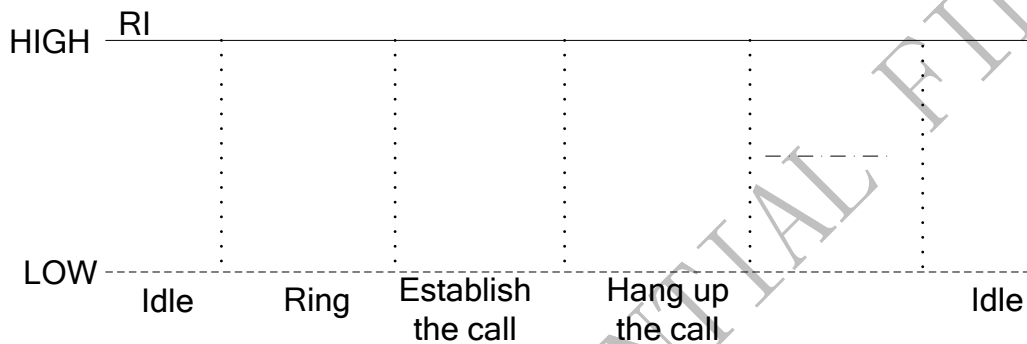 RI
HIGH
LOW
Idle
Ring
Establish
the call
Hang up
the call
Idle